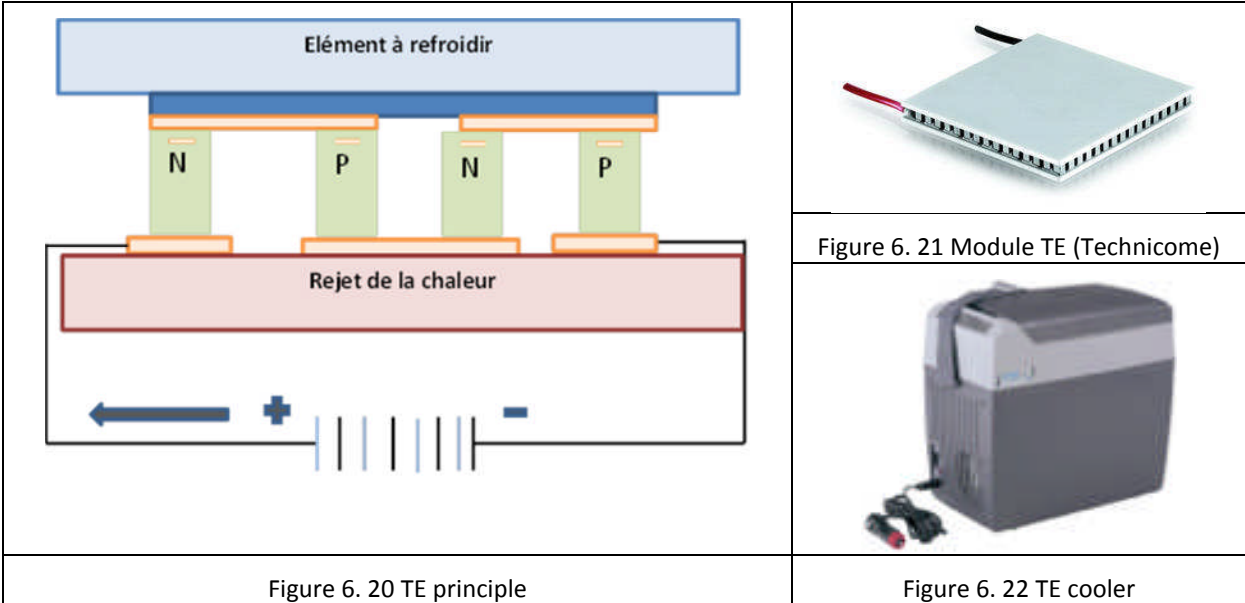 Elément à refroidir
N P N P
Rejet de la chaleur
+ -
Figure 6. 20 TE principle
Figure 6. 21 Module TE (Technicome)
Figure 6. 22 TE cooler